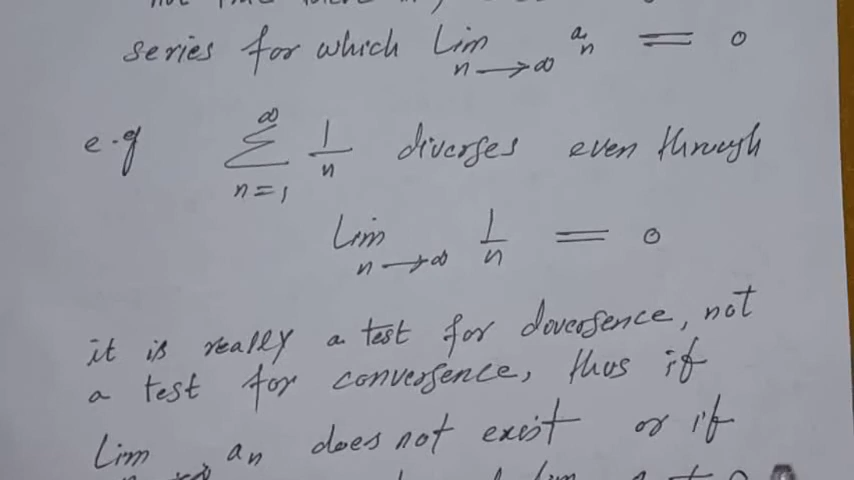 series for which Lim n→∞ aₙ = 0
e.g ∞ Σ n=1 1/n diverges even through
Lim n→∞ 1/n = 0
it is really a test for divergence, not
a test for convergence, thus if
Lim an does not exist or if